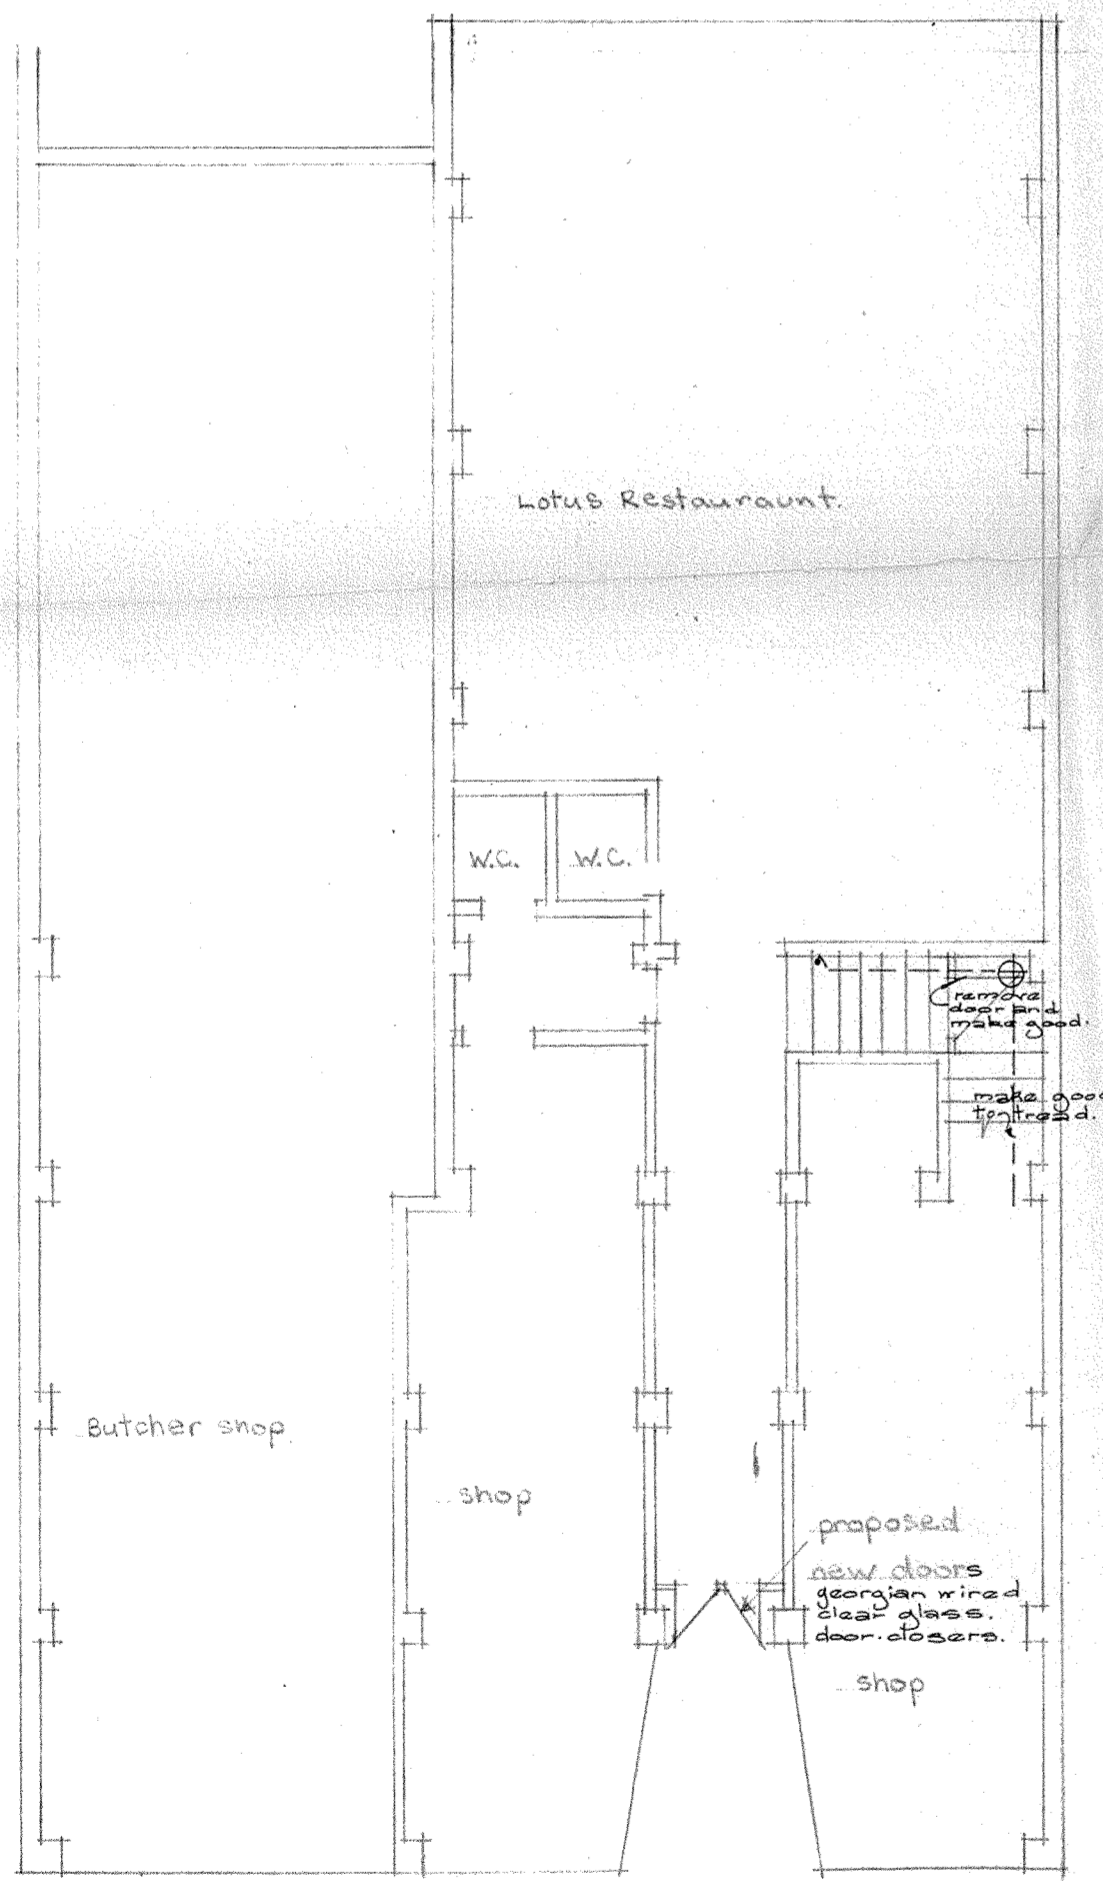 Lotus Restauraunt.
W.C.
W.C.
remove
door and
make good.
make good
to tread.
Butcher shop.
shop
proposed
new doors
georgian wired
clear glass.
door closers.
shop